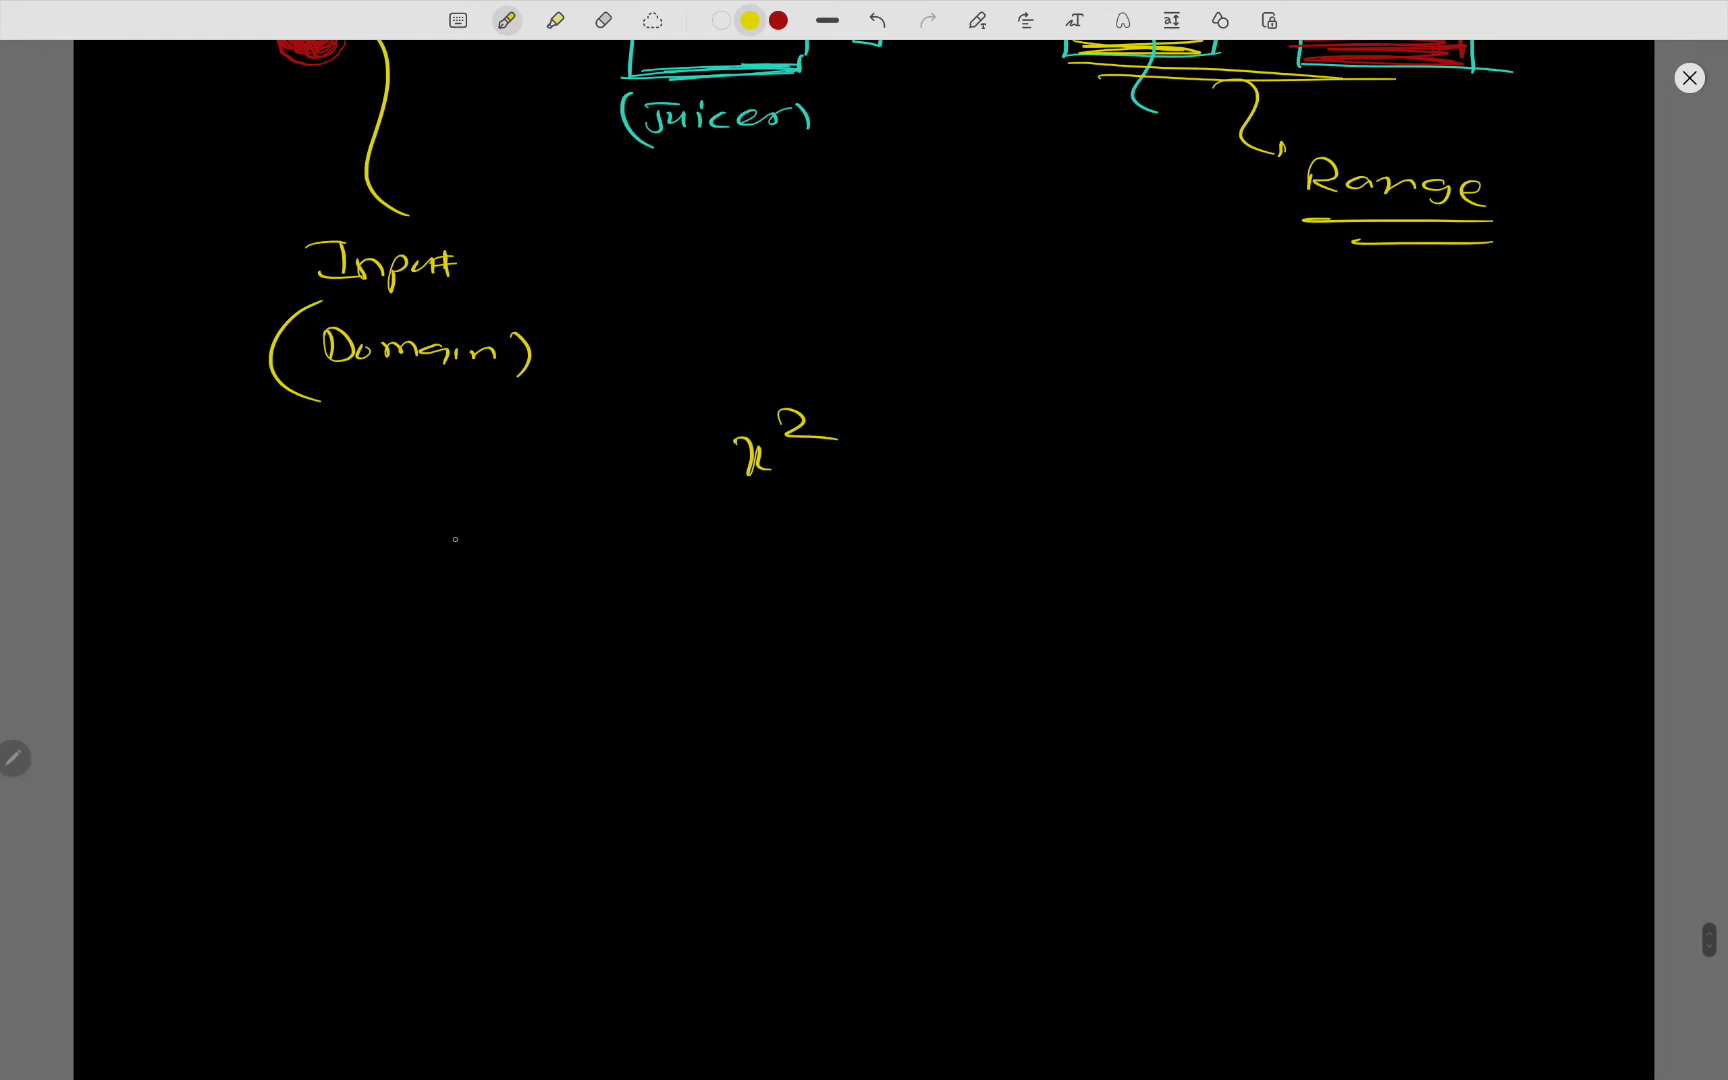 (Juicer)
Range
Input
(Domain)
x²